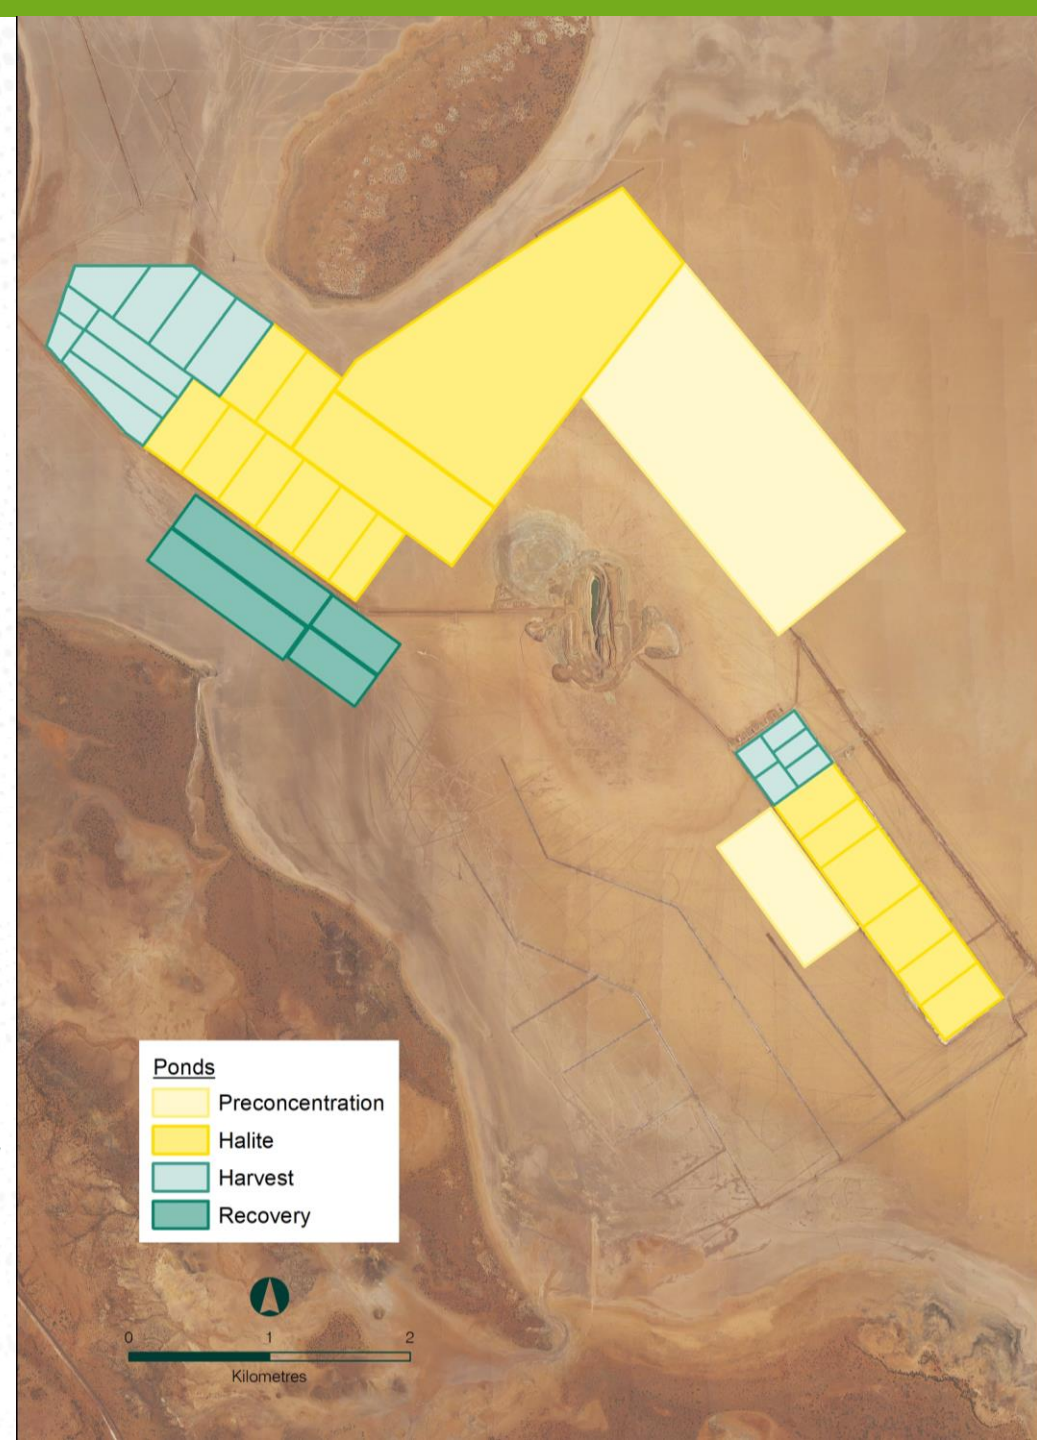 Ponds
Preconcentration
Halite
Harvest
Recovery
0 1 2
Kilometres